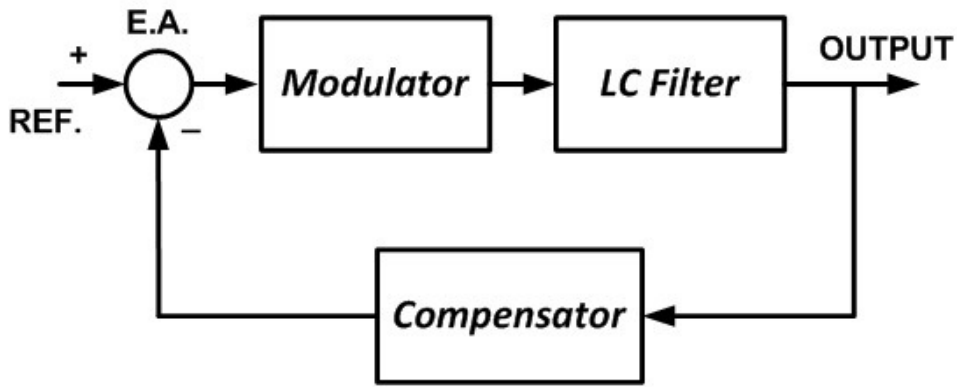 E.A.
+
REF.
–
Modulator
LC Filter
OUTPUT
Compensator